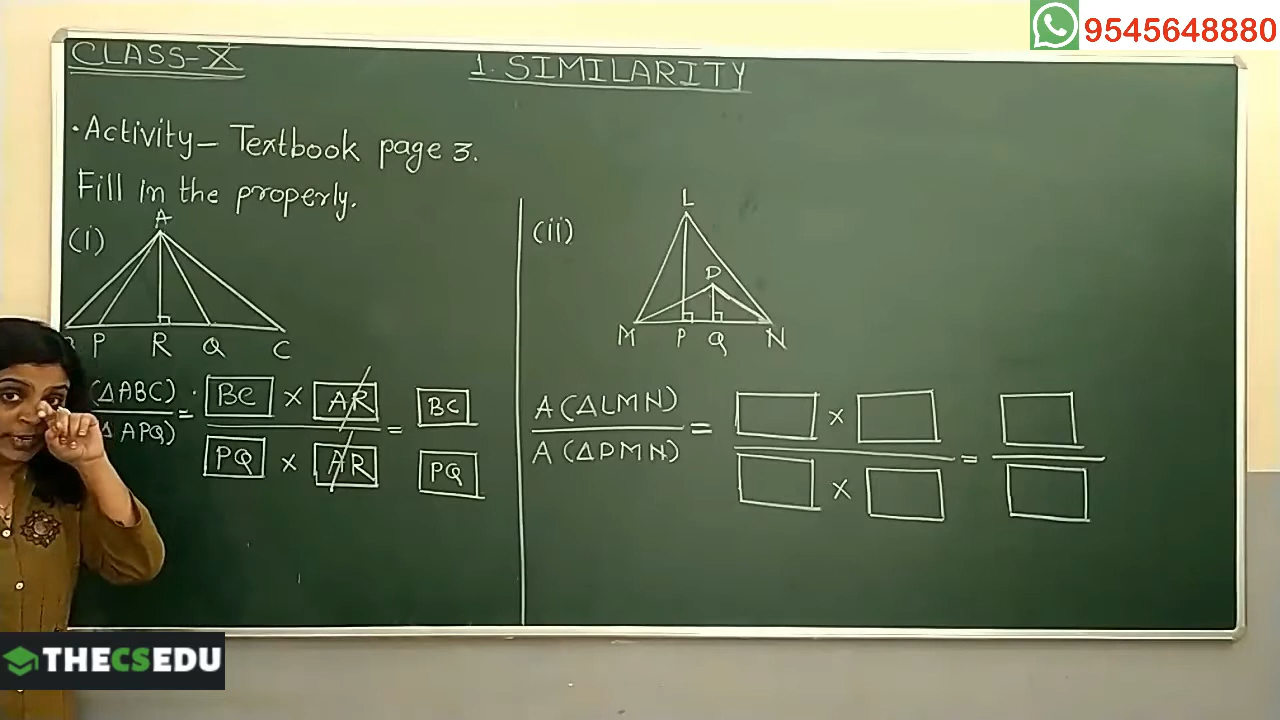 9545648880
CLASS-X
1. SIMILARITY
• Activity – Textbook page 3.
Fill in the properly.
(i)
A
P R Q C
(ΔABC) = BC × AR = BC
ΔAPQ) PQ × AR PQ
(ii)
L
D
M P Q N
A(ΔLMN) = × =
A(ΔDMN) ×
THECSEDU